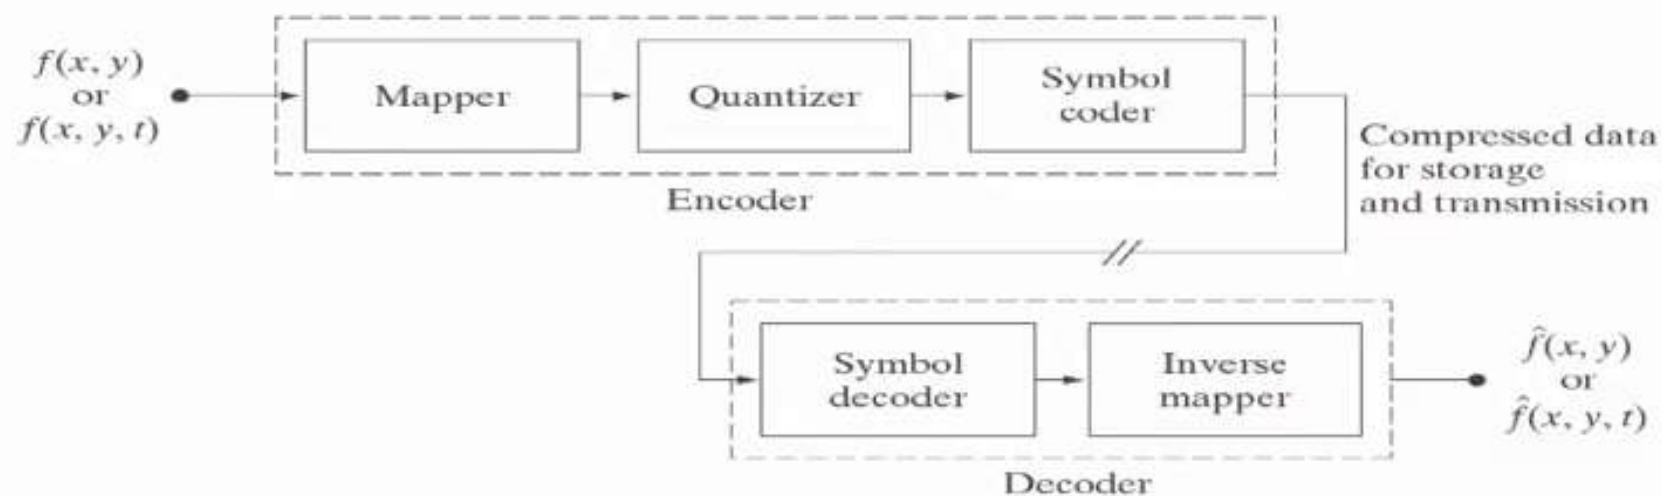 f(x, y)
or
f(x, y, t)
Mapper
Quantizer
Symbol
coder
Encoder
Compressed data
for storage
and transmission
Symbol
decoder
Inverse
mapper
Decoder
f̂(x, y)
or
f̂(x, y, t)